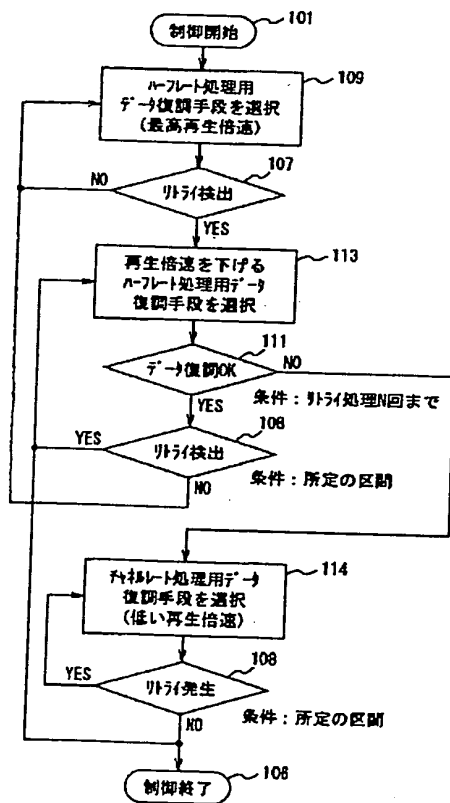 制御開始
101
ハーフレート処理用
データ復調手段を選択
(最高再生倍速)
109
リトライ検出
107
NO
YES
再生倍速を下げる
ハーフレート処理用データ
復調手段を選択
113
データ復調OK
111
NO
条件:リトライ処理N回まで
YES
リトライ検出
108
YES
NO
条件:所定の区間
チャネルレート処理用データ
復調手段を選択
(低い再生倍速)
114
リトライ発生
108
YES
NO
条件:所定の区間
制御終了
106